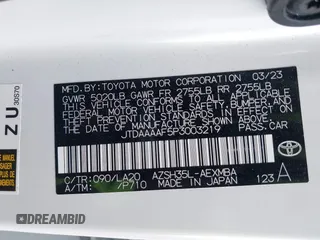 MFD. BY: TOYOTA MOTOR CORPORATION 03/23
GVWR 5020LB GAWR FR 2755LB RR 2755LB
THIS VEHICLE CONFORMS TO ALL APPLICABLE
FEDERAL MOTOR VEHICLE SAFETY, BUMPER, AND
THEFT PREVENTION STANDARDS IN EFFECT ON THE DATE
OF MANUFACTURE SHOWN ABOVE.
JTDAAAAF5P3003219 PASS. CAR
C/TR: 090/LA20 AZSH35L-AEXMBA
A/TM: /P710 MADE IN JAPAN 123A
ZU
30S70
DREAMBID